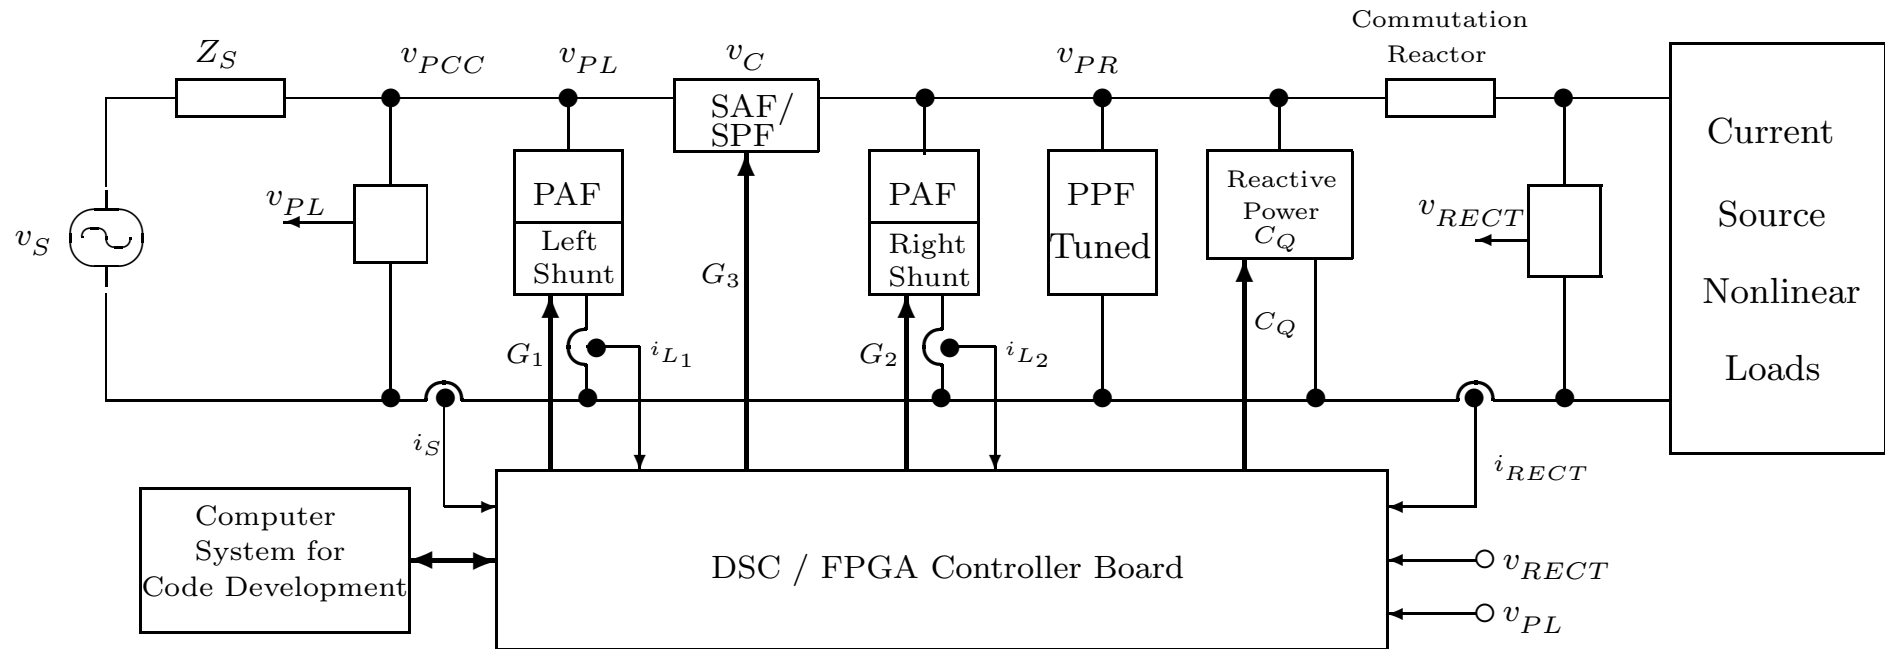 Commutation
Reactor
Z_S
v_PCC
v_PL
v_C
v_PR
SAF/
SPF
Current
Source
Nonlinear
Loads
v_S
v_PL
PAF
Left
Shunt
G_3
PAF
Right
Shunt
PPF
Tuned
Reactive
Power
C_Q
v_RECT
G_1
i_L_1
G_2
i_L_2
C_Q
i_S
i_RECT
Computer
System for
Code Development
DSC / FPGA Controller Board
v_RECT
v_PL